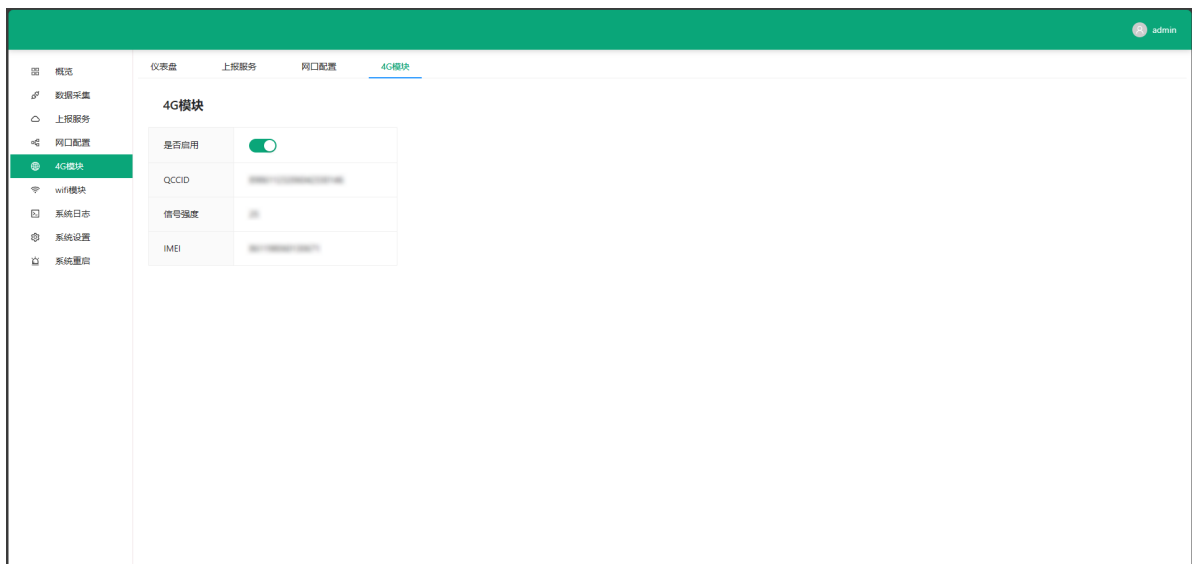 admin
概览
数据采集
上报服务
网口配置
4G模块
wifi模块
系统日志
系统设置
系统重启
仪表盘 上报服务 网口配置 4G模块
4G模块
是否启用
QCCID
信号强度
IMEI